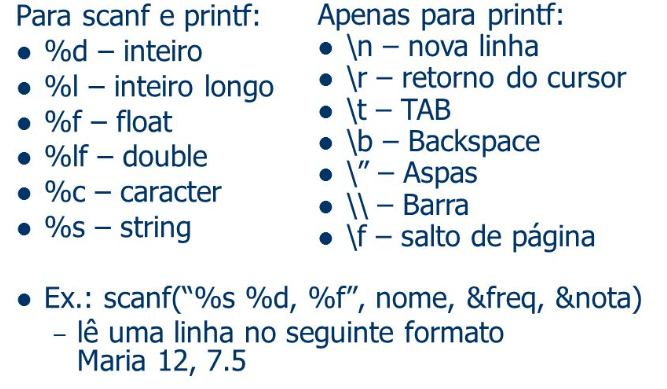 Para scanf e printf:
● %d – inteiro
● %l – inteiro longo
● %f – float
● %lf – double
● %c – caracter
● %s – string
Apenas para printf:
● \n – nova linha
● \r – retorno do cursor
● \t – TAB
● \b – Backspace
● \” – Aspas
● \\ – Barra
● \f – salto de página
● Ex.: scanf(“%s %d, %f”, nome, &freq, &nota)
– lê uma linha no seguinte formato
Maria 12, 7.5